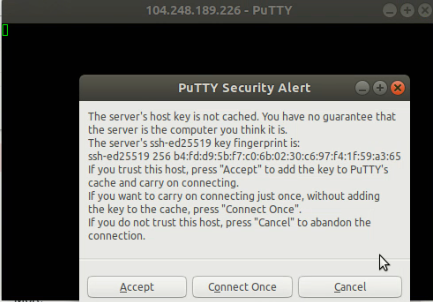 104.248.189.226 - PuTTY
PuTTY Security Alert
The server's host key is not cached. You have no guarantee that
the server is the computer you think it is.
The server's ssh-ed25519 key fingerprint is:
ssh-ed25519 256 b4:fd:d9:5b:f7:c0:6b:02:30:c6:97:f4:1f:59:a3:65
If you trust this host, press "Accept" to add the key to PuTTY's
cache and carry on connecting.
If you want to carry on connecting just once, without adding
the key to the cache, press "Connect Once".
If you do not trust this host, press "Cancel" to abandon the
connection.
Accept
Connect Once
Cancel